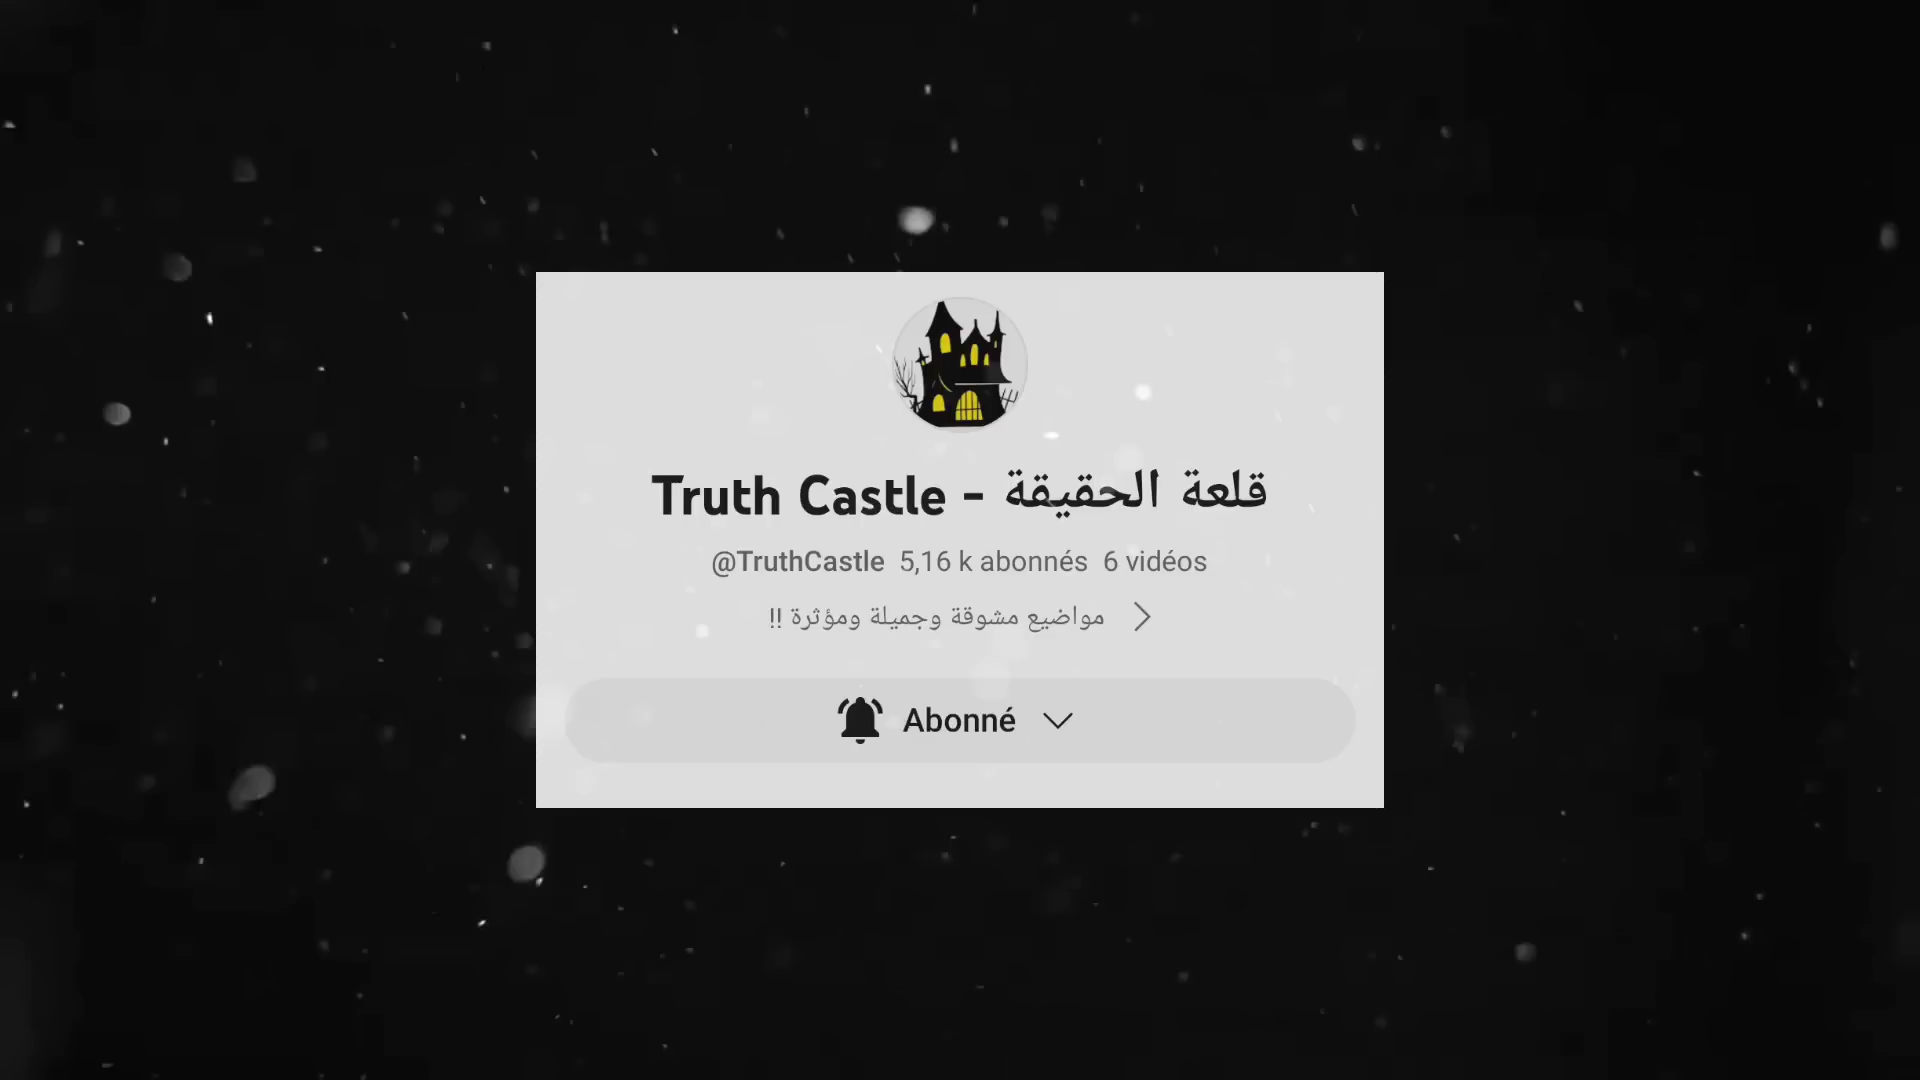 Truth Castle - قلعة الحقيقة
@TruthCastle 5,16 k abonnés 6 vidéos
مواضيع مشوقة وجميلة ومؤثرة !!
Abonné